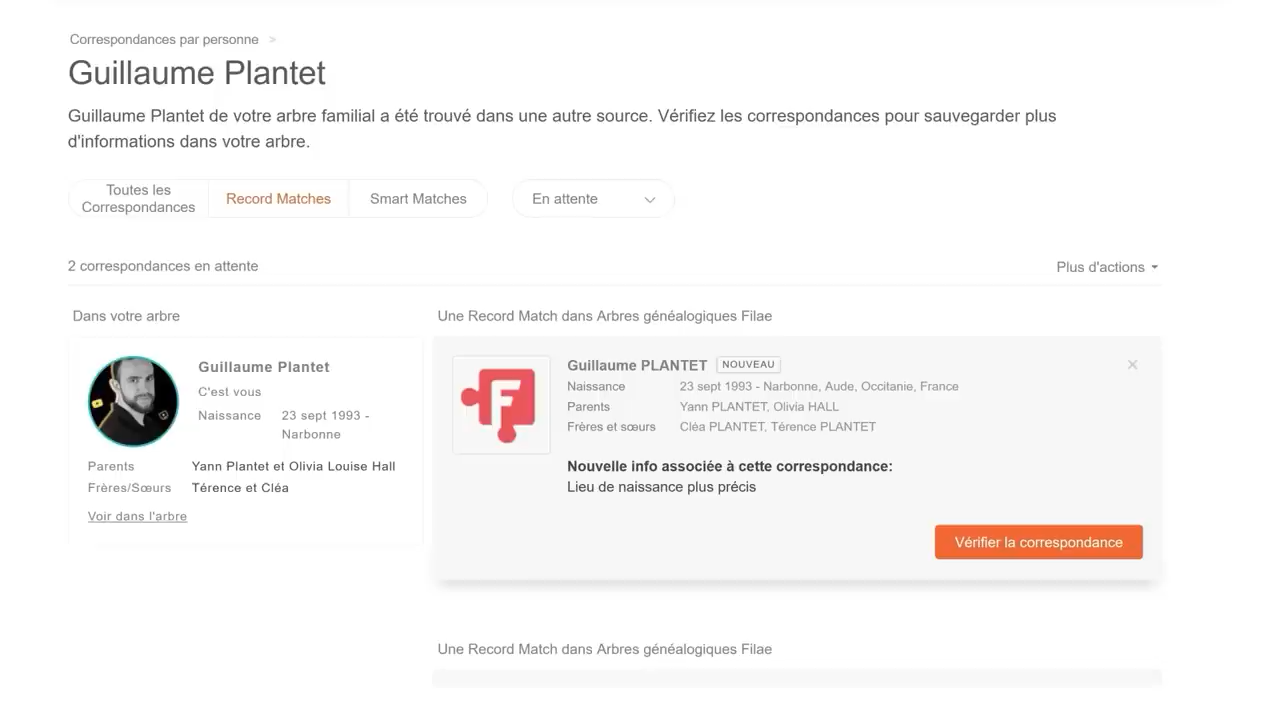 Correspondances par personne >
Guillaume Plantet
Guillaume Plantet de votre arbre familial a été trouvé dans une autre source. Vérifiez les correspondances pour sauvegarder plus
d'informations dans votre arbre.
Toutes les
Correspondances
Record Matches
Smart Matches
En attente
2 correspondances en attente
Plus d'actions
Dans votre arbre
Guillaume Plantet
C'est vous
Naissance 23 sept 1993 -
Narbonne
Parents Yann Plantet et Olivia Louise Hall
Frères/Sœurs Térence et Cléa
Voir dans l'arbre
Une Record Match dans Arbres généalogiques Filae
F
Guillaume PLANTET NOUVEAU
Naissance 23 sept 1993 - Narbonne, Aude, Occitanie, France
Parents Yann PLANTET, Olivia HALL
Frères et sœurs Cléa PLANTET, Térence PLANTET
Nouvelle info associée à cette correspondance:
Lieu de naissance plus précis
Vérifier la correspondance
Une Record Match dans Arbres généalogiques Filae